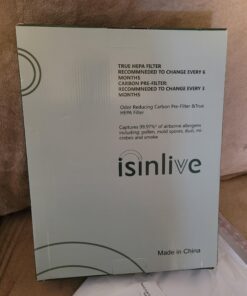 TRUE HEPA FILTER
RECOMMNEDED TO CHANGE EVERY 6
MONTHS
CARBON PRE-FILTER:
RECOMMNEDED TO CHANGE EVERY 3
MONTHS
Odor Reducing Carbon Pre-Filter &True
HEPA Filter
Captures 99.97%* of airborne allergens
including, pollen, mold spores, dust, mi
crobes and smoke
isinlive
Made in China